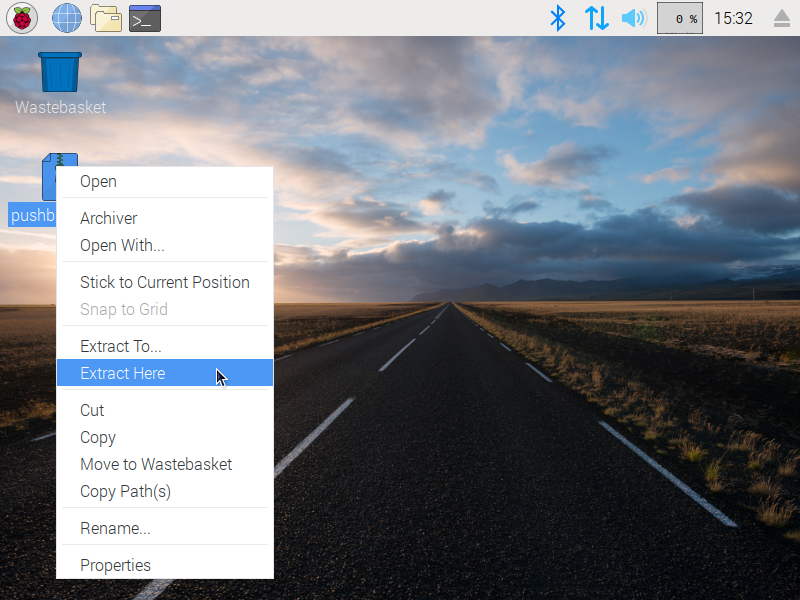 0 %
15:32
Wastebasket
pushb
Open
Archiver
Open With...
Stick to Current Position
Snap to Grid
Extract To...
Extract Here
Cut
Copy
Move to Wastebasket
Copy Path(s)
Rename...
Properties